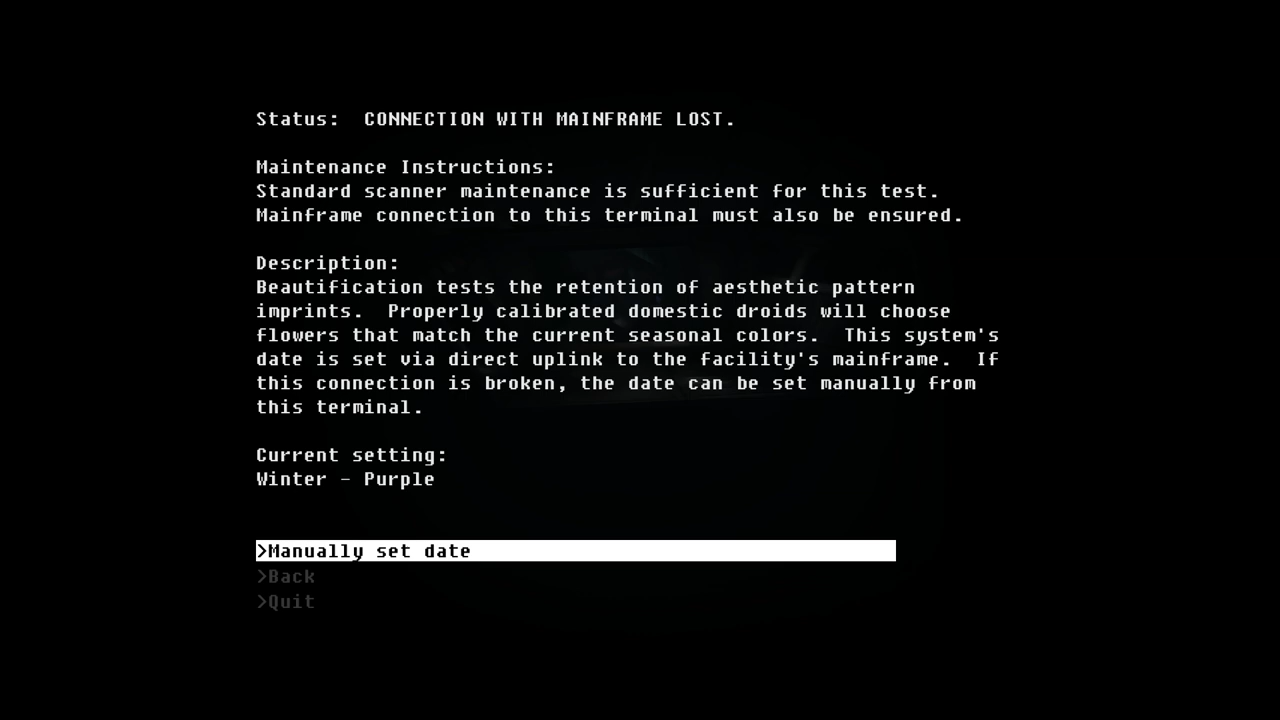 Status:  CONNECTION WITH MAINFRAME LOST.
Maintenance Instructions:
Standard scanner maintenance is sufficient for this test.
Mainframe connection to this terminal must also be ensured.
Description:
Beautification tests the retention of aesthetic pattern
imprints.  Properly calibrated domestic droids will choose
flowers that match the current seasonal colors.  This system's
date is set via direct uplink to the facility's mainframe.  If
this connection is broken, the date can be set manually from
this terminal.
Current setting:
Winter - Purple
>Manually set date
>Back
>Quit